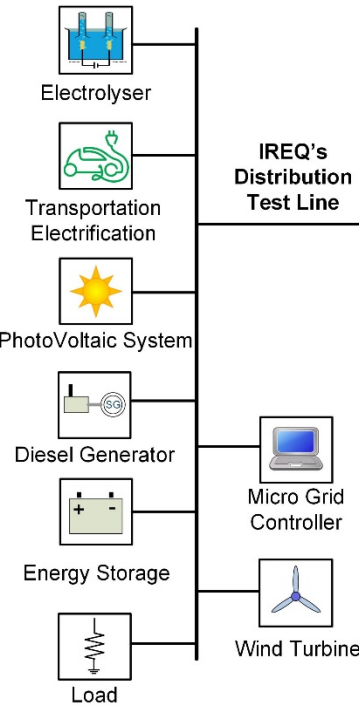 Electrolyser
Transportation
Electrification
IREQ's
Distribution
Test Line
PhotoVoltaic System
SG
Diesel Generator
+ -
Energy Storage
Load
Micro Grid
Controller
Wind Turbine